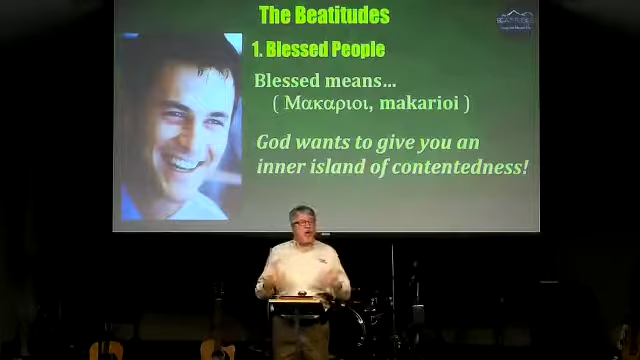 The Beatitudes
BEATITUDES
1. Blessed People
Blessed means...
( Μακαριοι, makarioi )
God wants to give you an
inner island of contentedness!